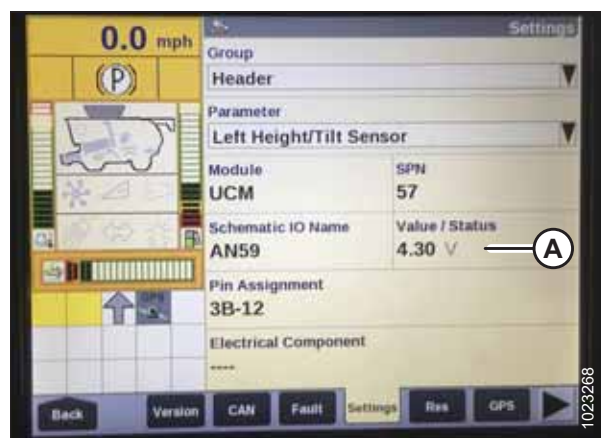 0.0 mph
Settings
Group
(P)
Header
Parameter
Left Height/Tilt Sensor
Module
SPN
UCM
57
Schematic IO Name
Value / Status
AN59
4.30 V
A
Pin Assignment
GPS
3B-12
Electrical Component
----
Back
Version
CAN
Fault
Settings
Res
GPS
1023268